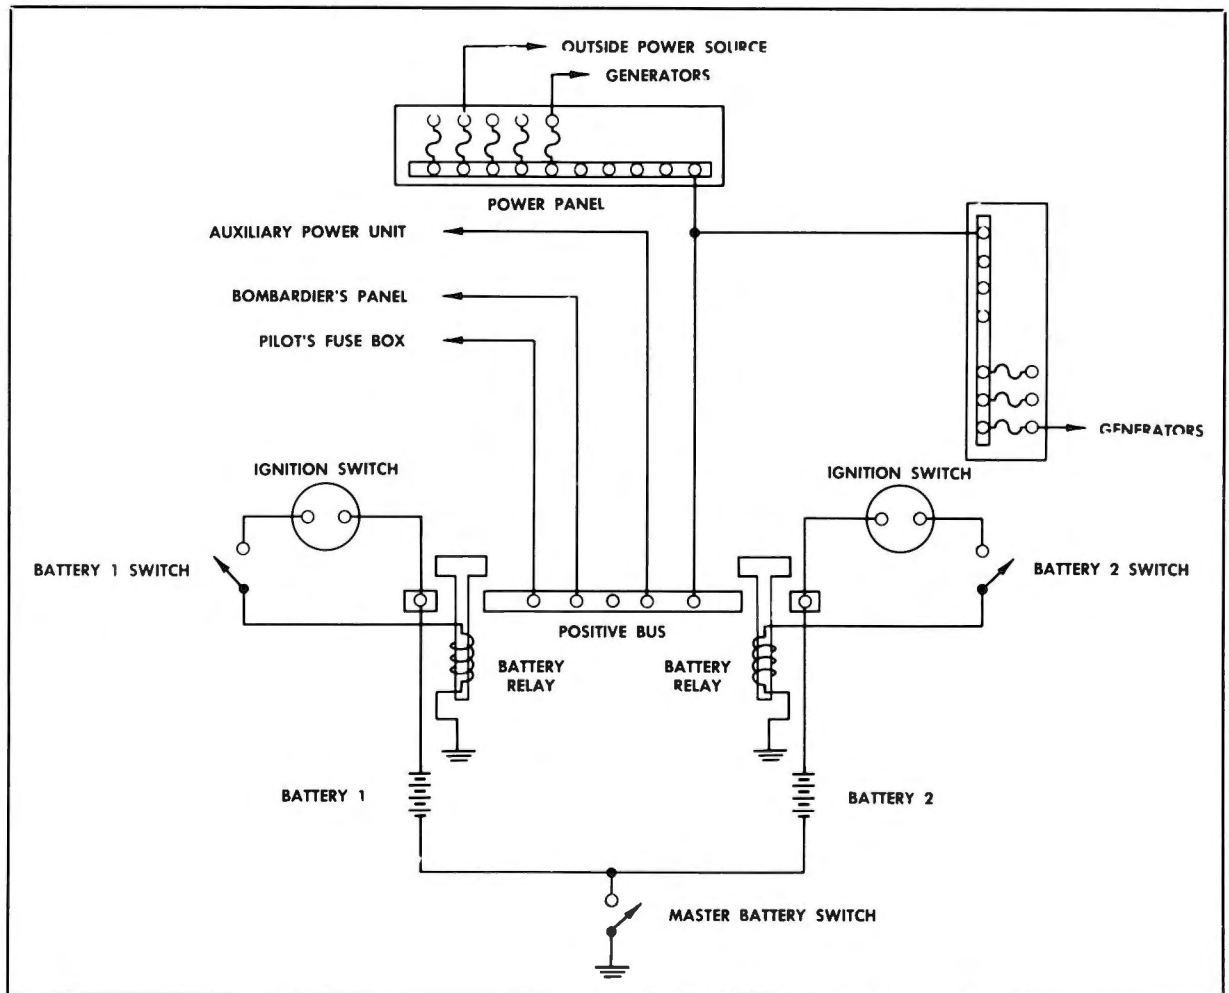 OUTSIDE POWER SOURCE
GENERATORS
POWER PANEL
AUXILIARY POWER UNIT
BOMBARDIER'S PANEL
PILOT'S FUSE BOX
GENERATORS
IGNITION SWITCH
IGNITION SWITCH
BATTERY 1 SWITCH
BATTERY 2 SWITCH
POSITIVE BUS
BATTERY
RELAY
BATTERY
RELAY
BATTERY 1
BATTERY 2
MASTER BATTERY SWITCH